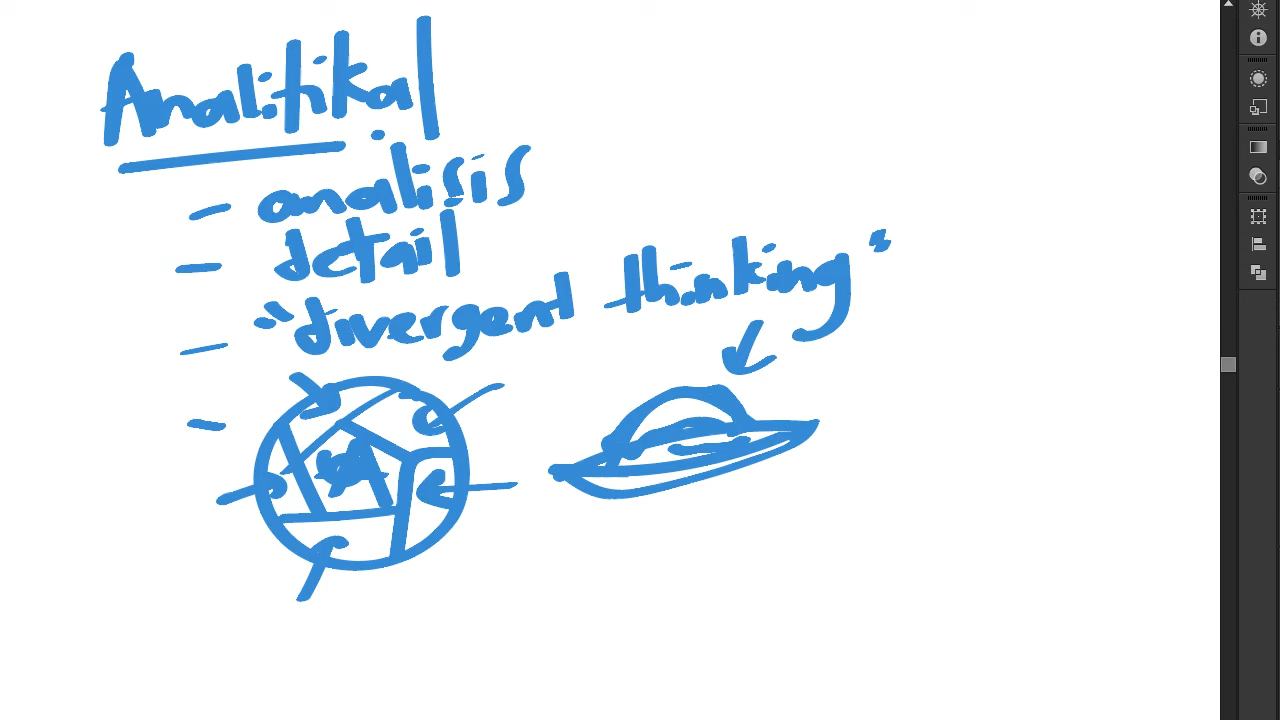 Analitikal
- analisis
- detail
- "divergent thinking"
-